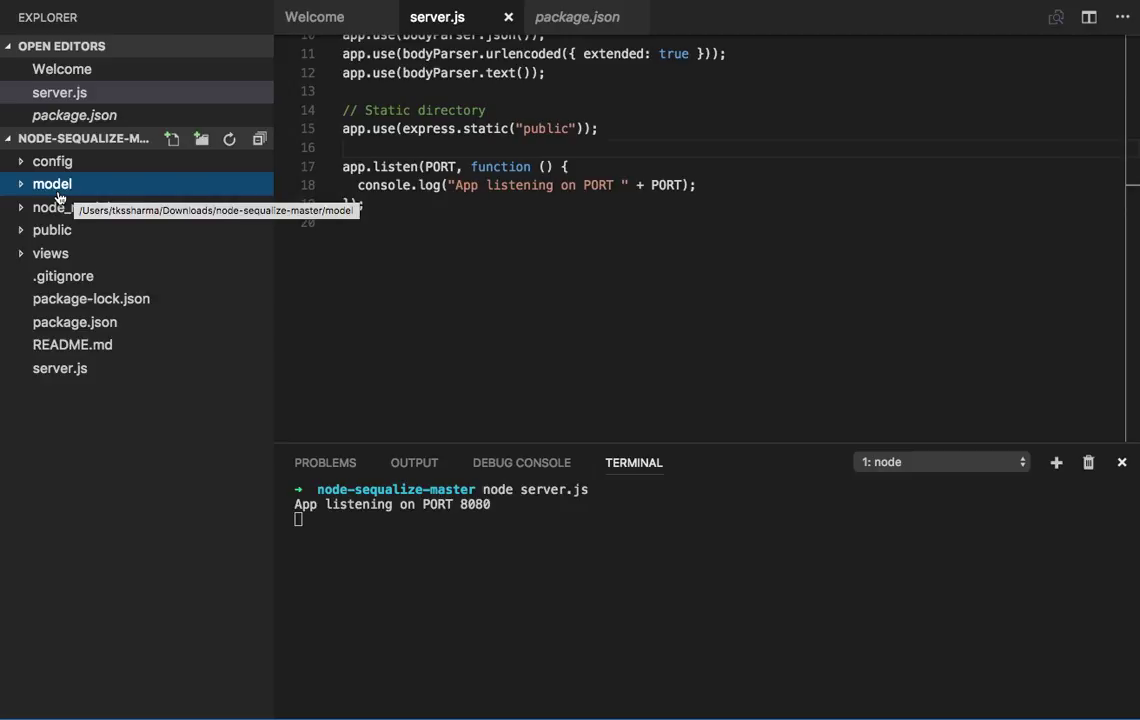 EXPLORER
OPEN EDITORS
Welcome
server.js
package.json
NODE-SEQUALIZE-M...
config
model
node_
/Users/tkssharma/Downloads/node-sequalize-master/model
public
views
.gitignore
package-lock.json
package.json
README.md
server.js
Welcome server.js package.json
10 app.use(bodyParser.json());
11 app.use(bodyParser.urlencoded({ extended: true }));
12 app.use(bodyParser.text());
13
14 // Static directory
15 app.use(express.static("public"));
16
17 app.listen(PORT, function () {
18 console.log("App listening on PORT " + PORT);
19 });
20
PROBLEMS OUTPUT DEBUG CONSOLE TERMINAL 1: node
➜ node-sequalize-master node server.js
App listening on PORT 8080